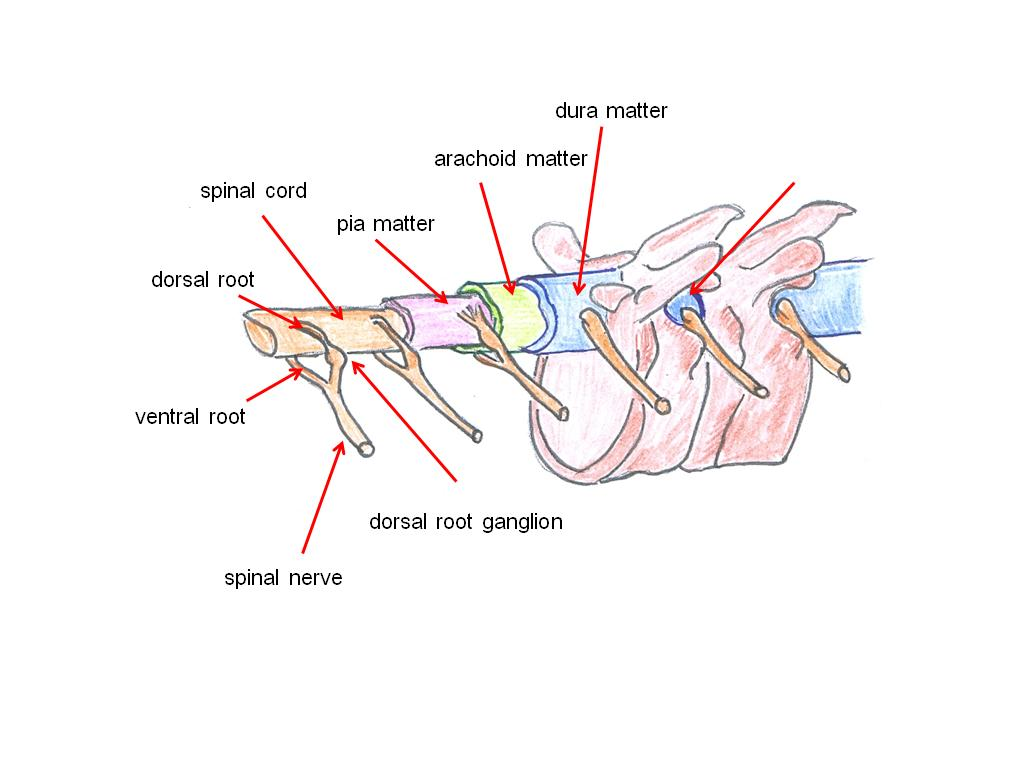 dura matter
arachoid matter
spinal cord
pia matter
dorsal root
ventral root
dorsal root ganglion
spinal nerve